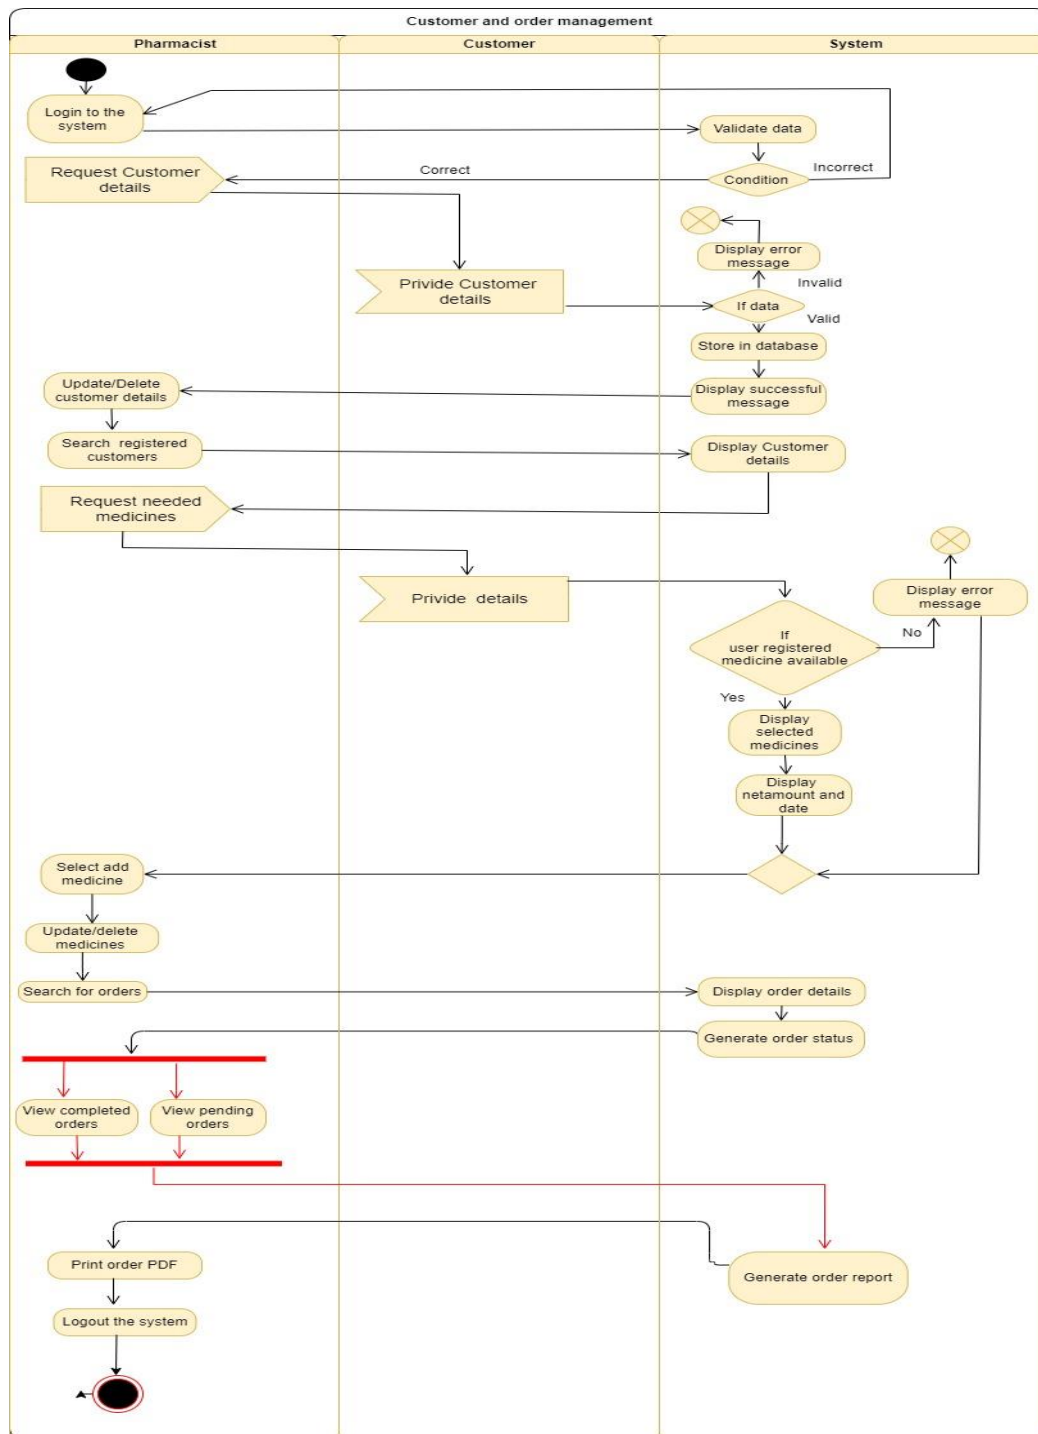 Customer and order management
Pharmacist
Customer
System
Login to the
system
Validate data
Request Customer
details
Correct
Condition
Incorrect
Display error
message
Invalid
Privide Customer
details
If data
Valid
Store in database
Update/Delete
customer details
Display successful
message
Search registered
customers
Display Customer
details
Request needed
medicines
Display error
message
Privide details
If
user registered
medicine available
No
Yes
Display
selected
medicines
Display
netamount and
date
Select add
medicine
Update/delete
medicines
Search for orders
Display order details
Generate order status
View completed
orders
View pending
orders
Print order PDF
Generate order report
Logout the system